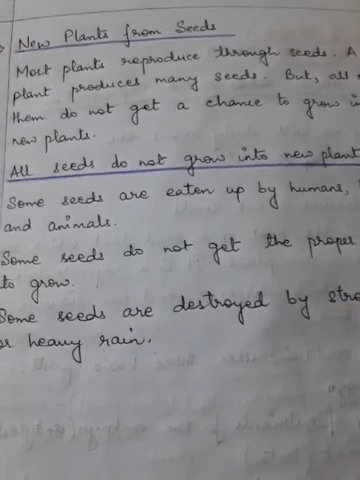 New Plants from Seeds
Most plants reproduce through seeds. A
plant produces many seeds. But, all
them do not get a chance to grow
new plants.
All seeds do not grow into new plant
Some seeds are eaten up by humans,
and animals.
Some seeds do not get the proper
to grow.
Some seeds are destroyed by
or heavy rain.